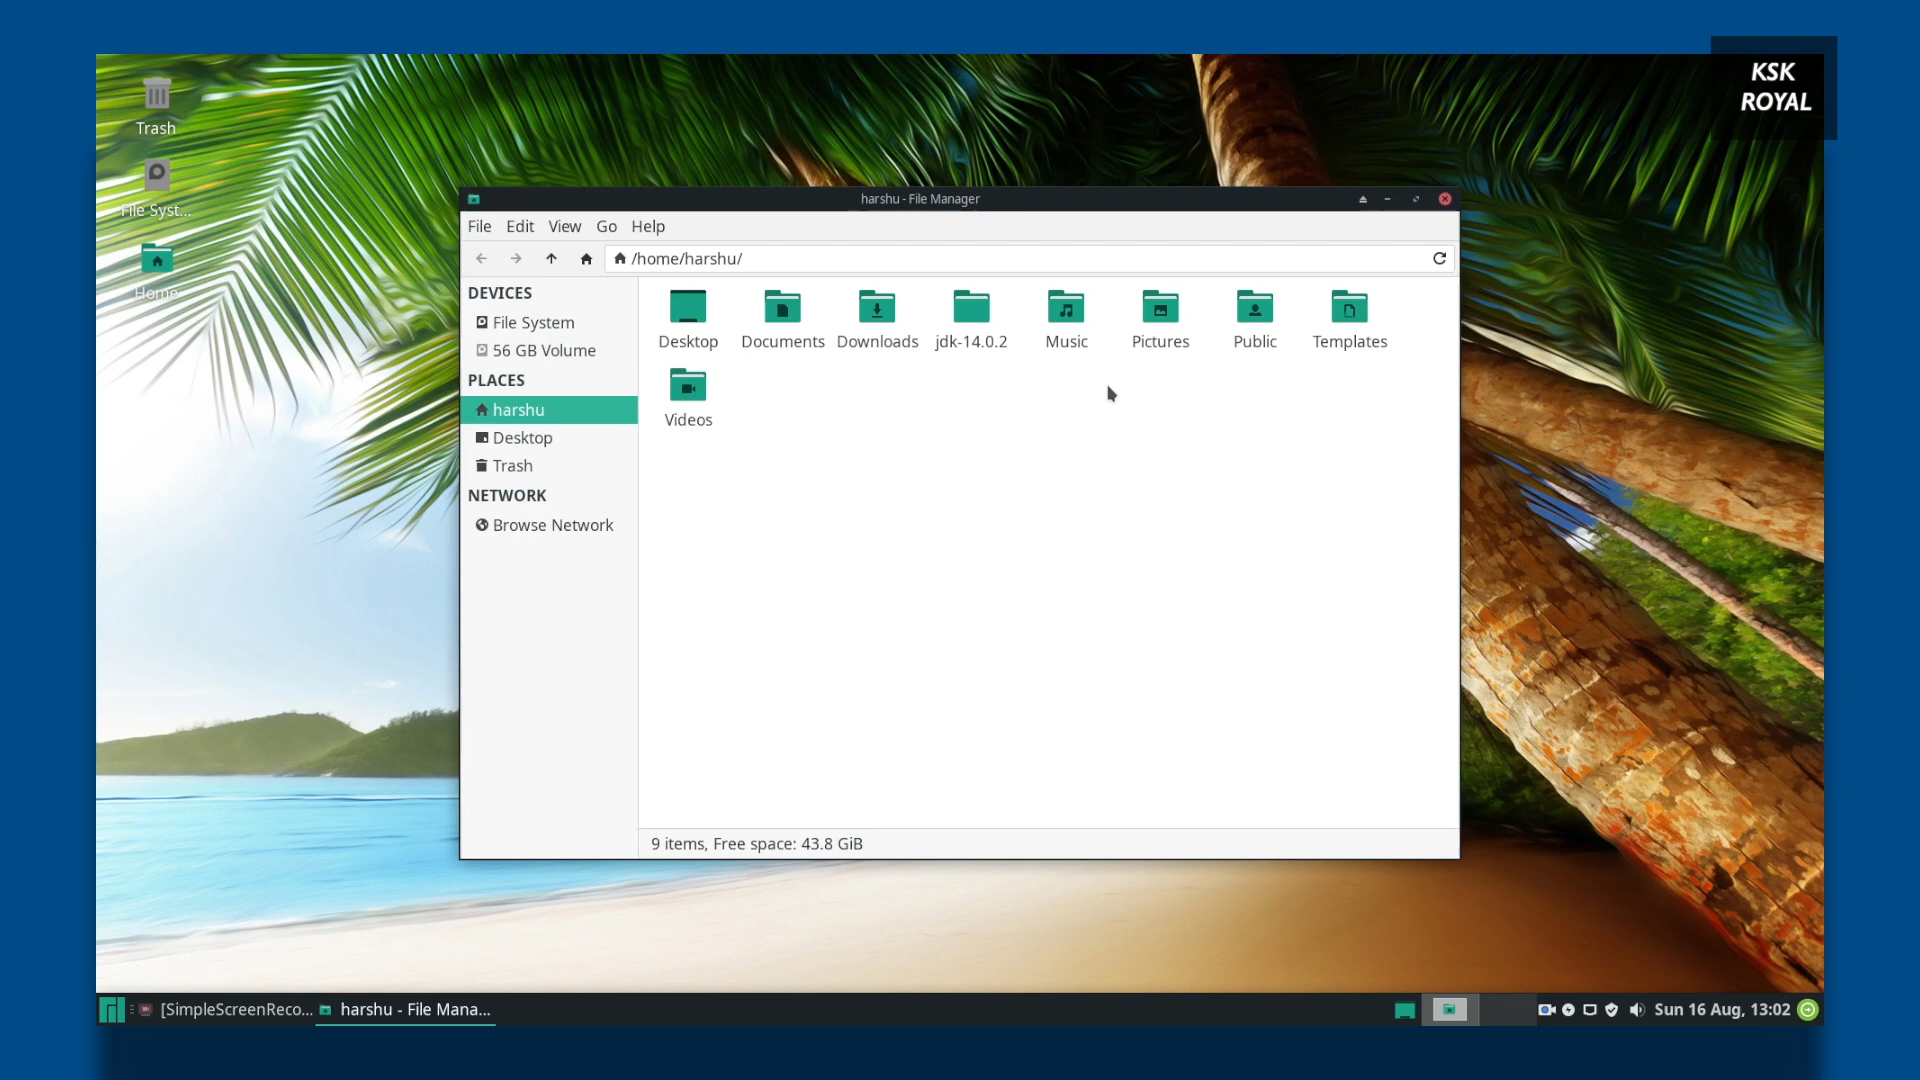 KSK
ROYAL
Trash
File Syst...
Home
harshu - File Manager
File Edit View Go Help
/home/harshu/
DEVICES
File System
56 GB Volume
PLACES
harshu
Desktop
Trash
NETWORK
Browse Network
Desktop Documents Downloads jdk-14.0.2 Music Pictures Public Templates
Videos
9 items, Free space: 43.8 GiB
[SimpleScreenReco... harshu - File Mana... Sun 16 Aug, 13:02